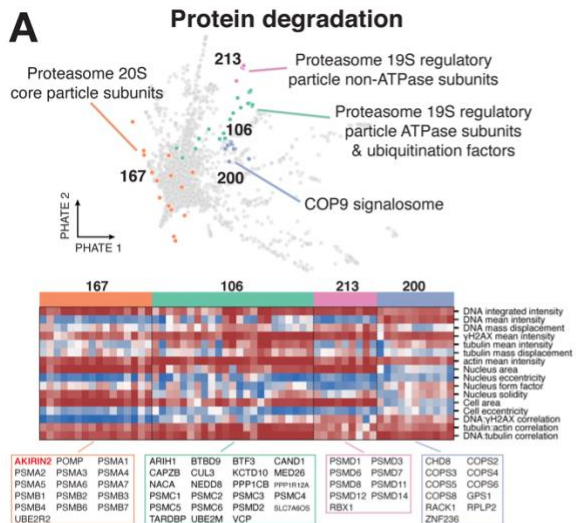 A
Protein degradation
213
Proteasome 19S regulatory
particle non-ATPase subunits
Proteasome 20S
core particle subunits
Proteasome 19S regulatory
particle ATPase subunits
& ubiquitination factors
106
167
200
COP9 signalosome
PHATE 2
PHATE 1
167 106 213 200
DNA integrated intensity
DNA mean intensity
DNA mass displacement
γH2AX mean intensity
tubulin mean intensity
tubulin mass displacement
actin mean intensity
Nucleus area
Nucleus eccentricity
Nucleus form factor
Nucleus solidity
Cell area
Cell eccentricity
DNA:γH2AX correlation
tubulin:actin correlation
DNA:tubulin correlation
AKIRIN2 POMP PSMA1
PSMA2 PSMA3 PSMA4
PSMA5 PSMA6 PSMA7
PSMB1 PSMB2 PSMB3
PSMB4 PSMB6 PSMB7
UBE2R2
ARIH1 BTBD9 BTF3 CAND1
CAPZB CUL3 KCTD10 MED26
NACA NEDD8 PPP1CB PPP1R12A
PSMC1 PSMC2 PSMC3 PSMC4
PSMC5 PSMC6 PSMD2 SLC7A6OS
TARDBP UBE2M VCP
PSMD1 PSMD3
PSMD6 PSMD7
PSMD8 PSMD11
PSMD12 PSMD14
RBX1
CHD8 COPS2
COPS3 COPS4
COPS5 COPS6
COPS8 GPS1
RACK1 RPLP2
ZNF236